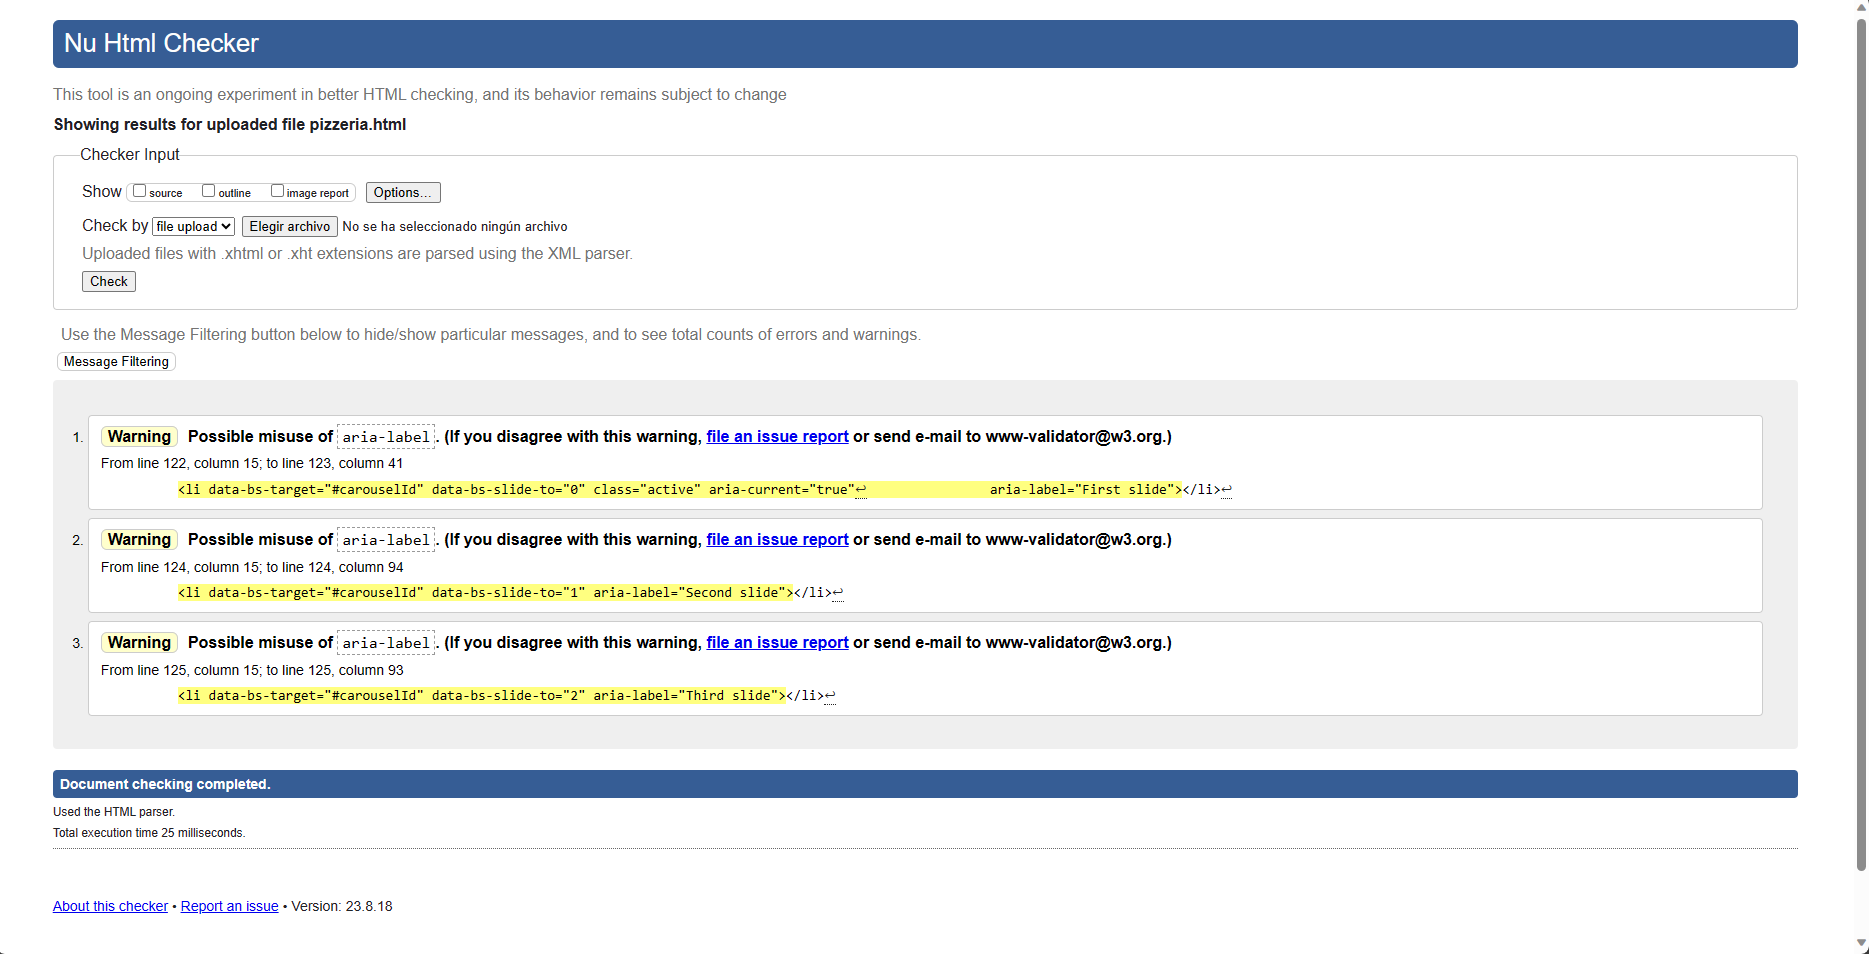 Nu Html Checker
This tool is an ongoing experiment in better HTML checking, and its behavior remains subject to change
Showing results for uploaded file pizzeria.html
Checker Input
Show source outline image report Options...
Check by file upload Elegir archivo No se ha seleccionado ningún archivo
Uploaded files with .xhtml or .xht extensions are parsed using the XML parser.
Check
Use the Message Filtering button below to hide/show particular messages, and to see total counts of errors and warnings.
Message Filtering
1. Warning Possible misuse of aria-label. (If you disagree with this warning, file an issue report or send e-mail to www-validator@w3.org.)
From line 122, column 15; to line 123, column 41
<li data-bs-target="#carouselId" data-bs-slide-to="0" class="active" aria-current="true"↩ aria-label="First slide"></li>↩
2. Warning Possible misuse of aria-label. (If you disagree with this warning, file an issue report or send e-mail to www-validator@w3.org.)
From line 124, column 15; to line 124, column 94
<li data-bs-target="#carouselId" data-bs-slide-to="1" aria-label="Second slide"></li>↩
3. Warning Possible misuse of aria-label. (If you disagree with this warning, file an issue report or send e-mail to www-validator@w3.org.)
From line 125, column 15; to line 125, column 93
<li data-bs-target="#carouselId" data-bs-slide-to="2" aria-label="Third slide"></li>↩
Document checking completed.
Used the HTML parser.
Total execution time 25 milliseconds.
About this checker • Report an issue • Version: 23.8.18